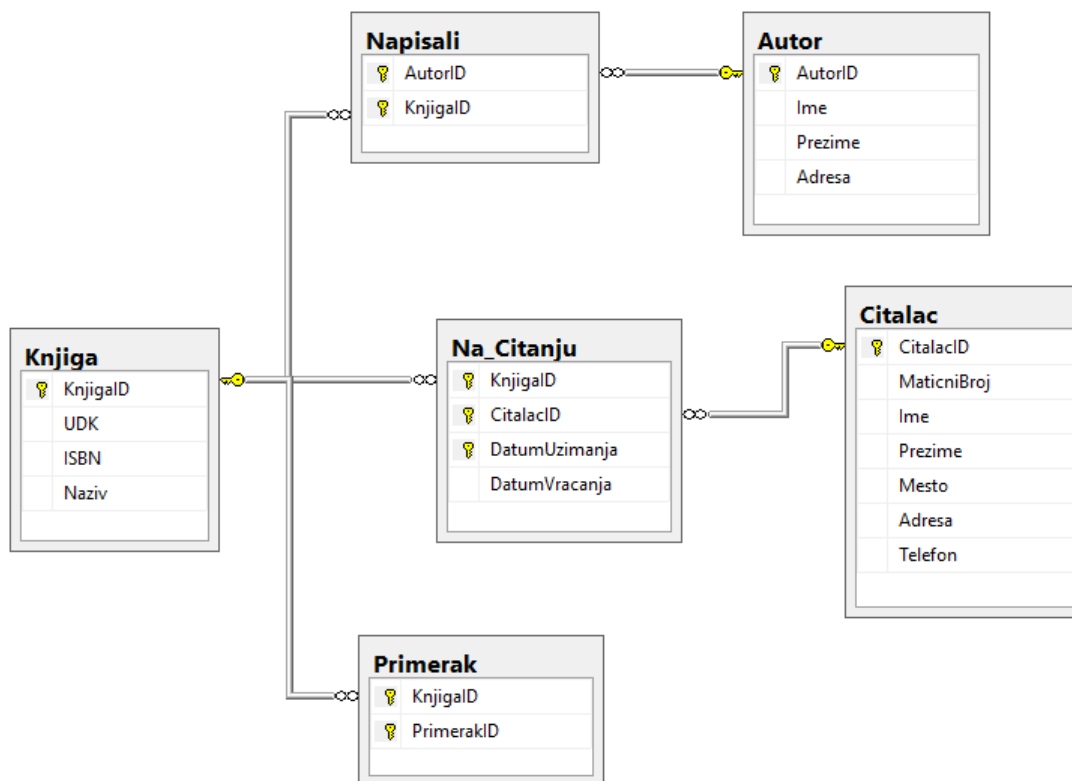 Napisali
AutorID
KnjigaID
Autor
AutorID
Ime
Prezime
Adresa
Knjiga
KnjigaID
UDK
ISBN
Naziv
Na_Citanju
KnjigaID
CitalacID
DatumUzimanja
DatumVracanja
Citalac
CitalacID
MaticniBroj
Ime
Prezime
Mesto
Adresa
Telefon
Primerak
KnjigaID
PrimerakID